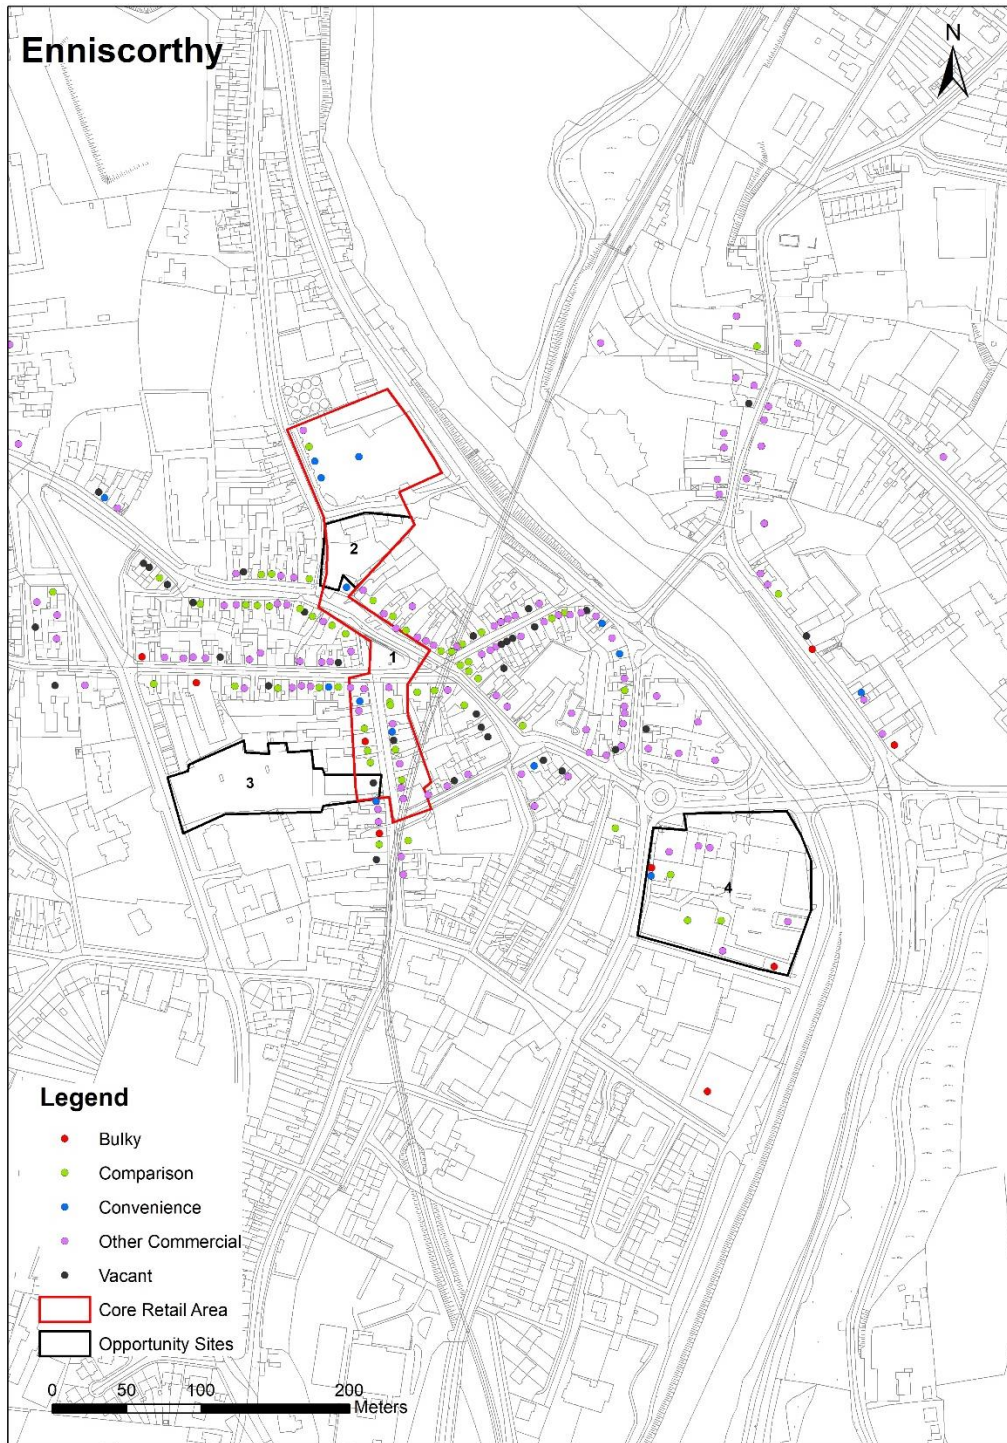 Enniscorthy
N
2
1
3
4
Legend
Bulky
Comparison
Convenience
Other Commercial
Vacant
Core Retail Area
Opportunity Sites
0 50 100 200
Meters